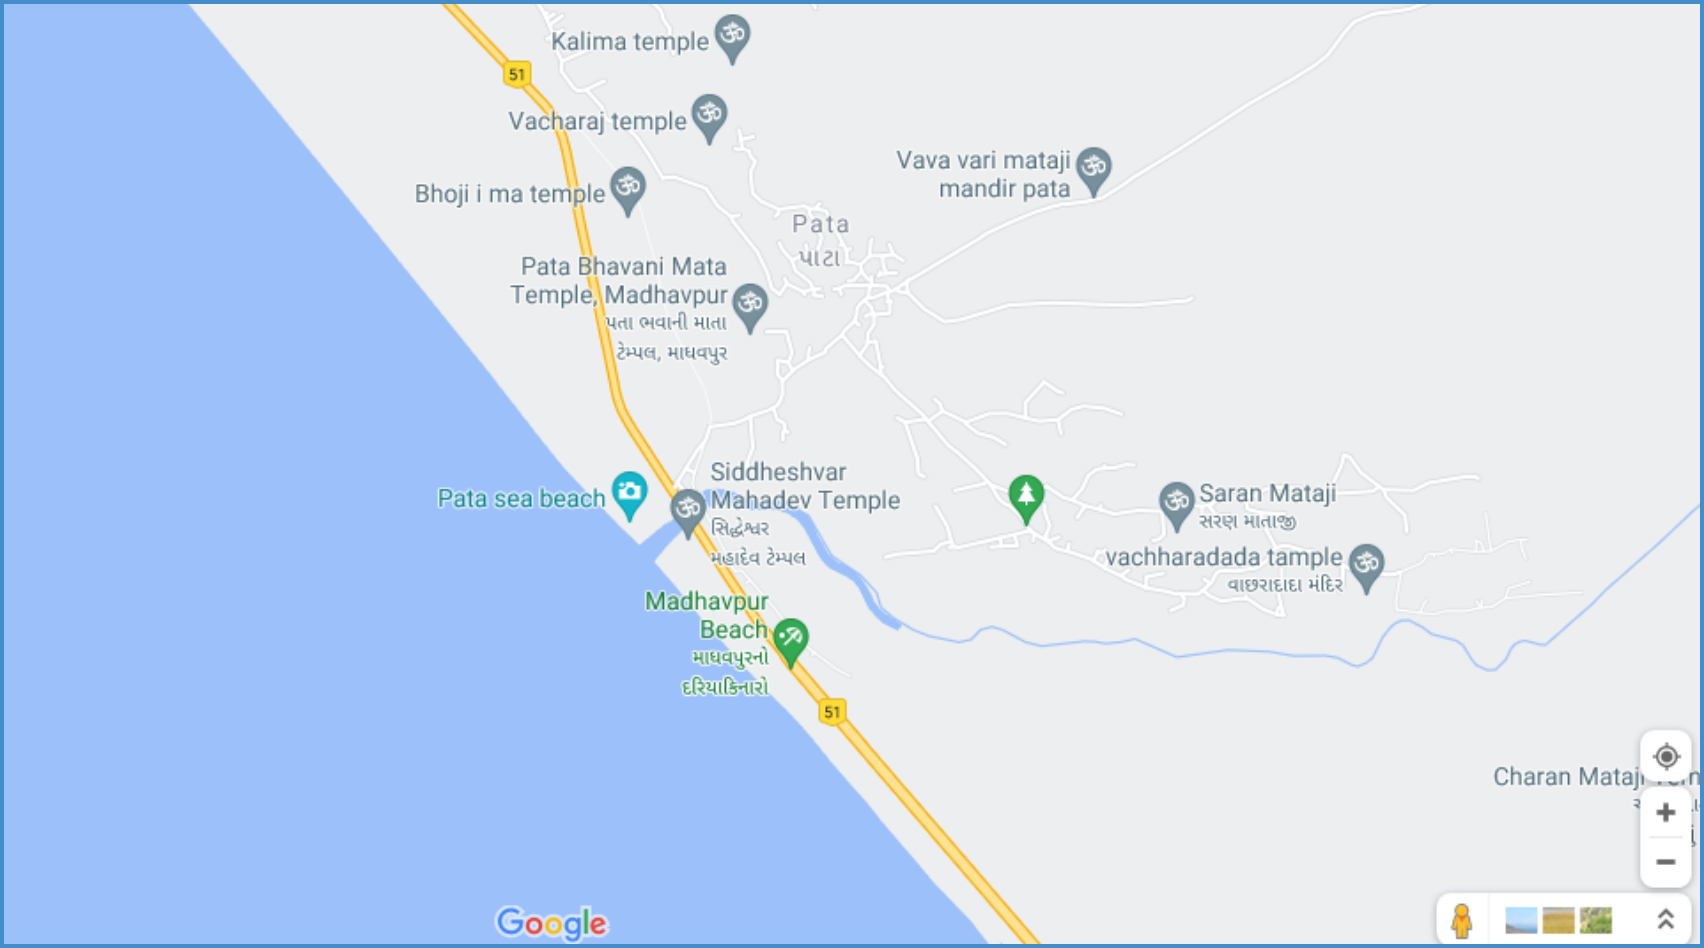 Kalima temple
51
Vacharaj temple
Vava vari mataji
mandir pata
Bhoji i ma temple
Pata
પાટા
Pata Bhavani Mata
Temple, Madhavpur
પતા ભવાની માતા
ટેમ્પલ, માધવપુર
Siddheshvar
Mahadev Temple
સિદ્ધેશ્વર
મહાદેવ ટેમ્પલ
Pata sea beach
Saran Mataji
સરણ માતાજી
vachharadada tample
વાછરાદાદા મંદિર
Madhavpur
Beach
માધવપુરનો
દરિયાકિનારો
51
Charan Mataji
Google